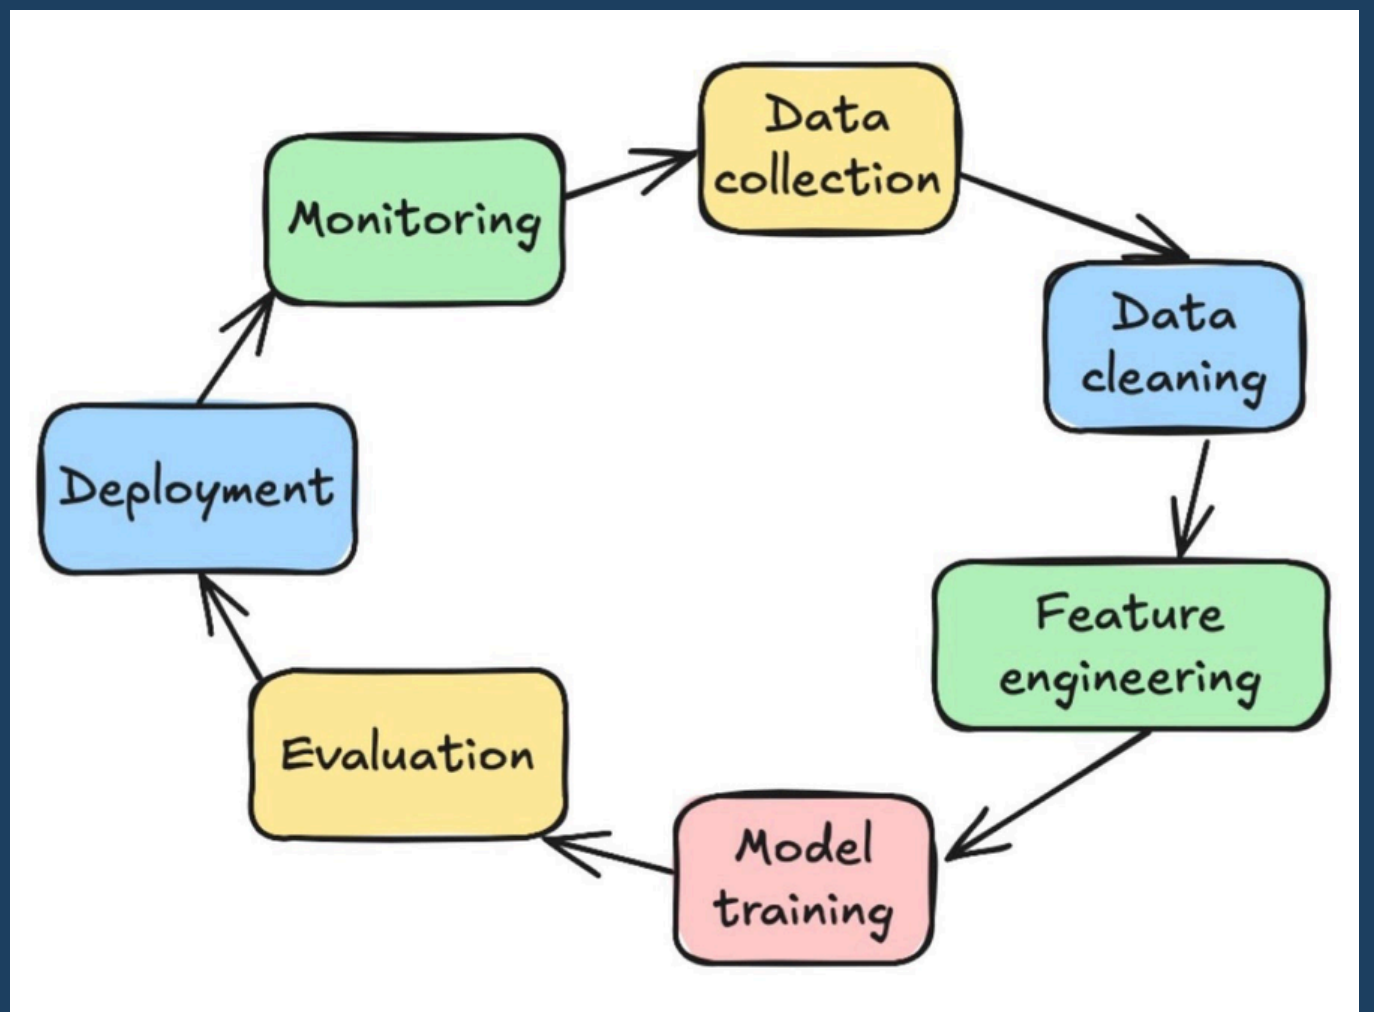 Data
collection
Monitoring
Data
cleaning
Deployment
Feature
engineering
Evaluation
Model
training